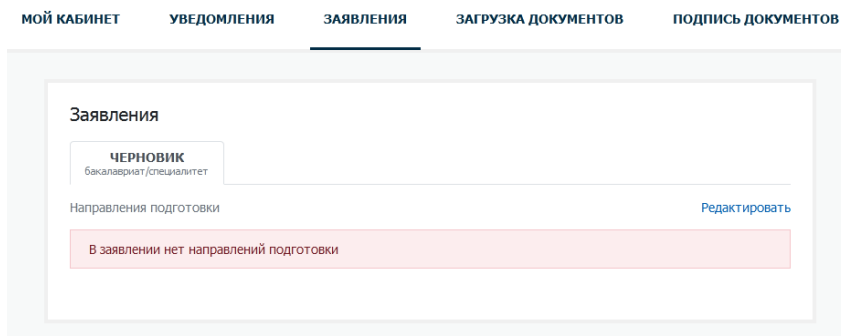 МОЙ КАБИНЕТ УВЕДОМЛЕНИЯ ЗАЯВЛЕНИЯ ЗАГРУЗКА ДОКУМЕНТОВ ПОДПИСЬ ДОКУМЕНТОВ
Заявления
ЧЕРНОВИК
бакалавриат/специалитет
Направления подготовки Редактировать
В заявлении нет направлений подготовки